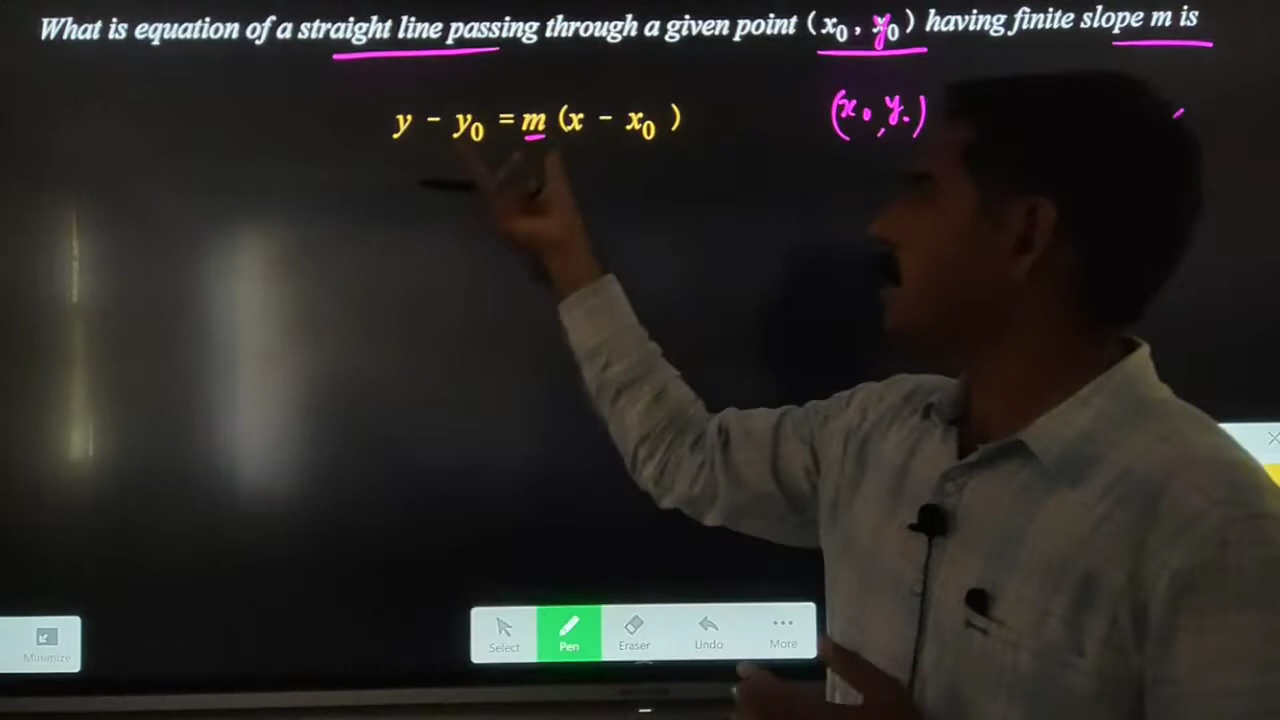 What is equation of a straight line passing through a given point ( x₀ , y₀ ) having finite slope m is
y - y₀ = m (x - x₀ )
(x₀, y₀)
Minimize
Select Pen Eraser Undo More